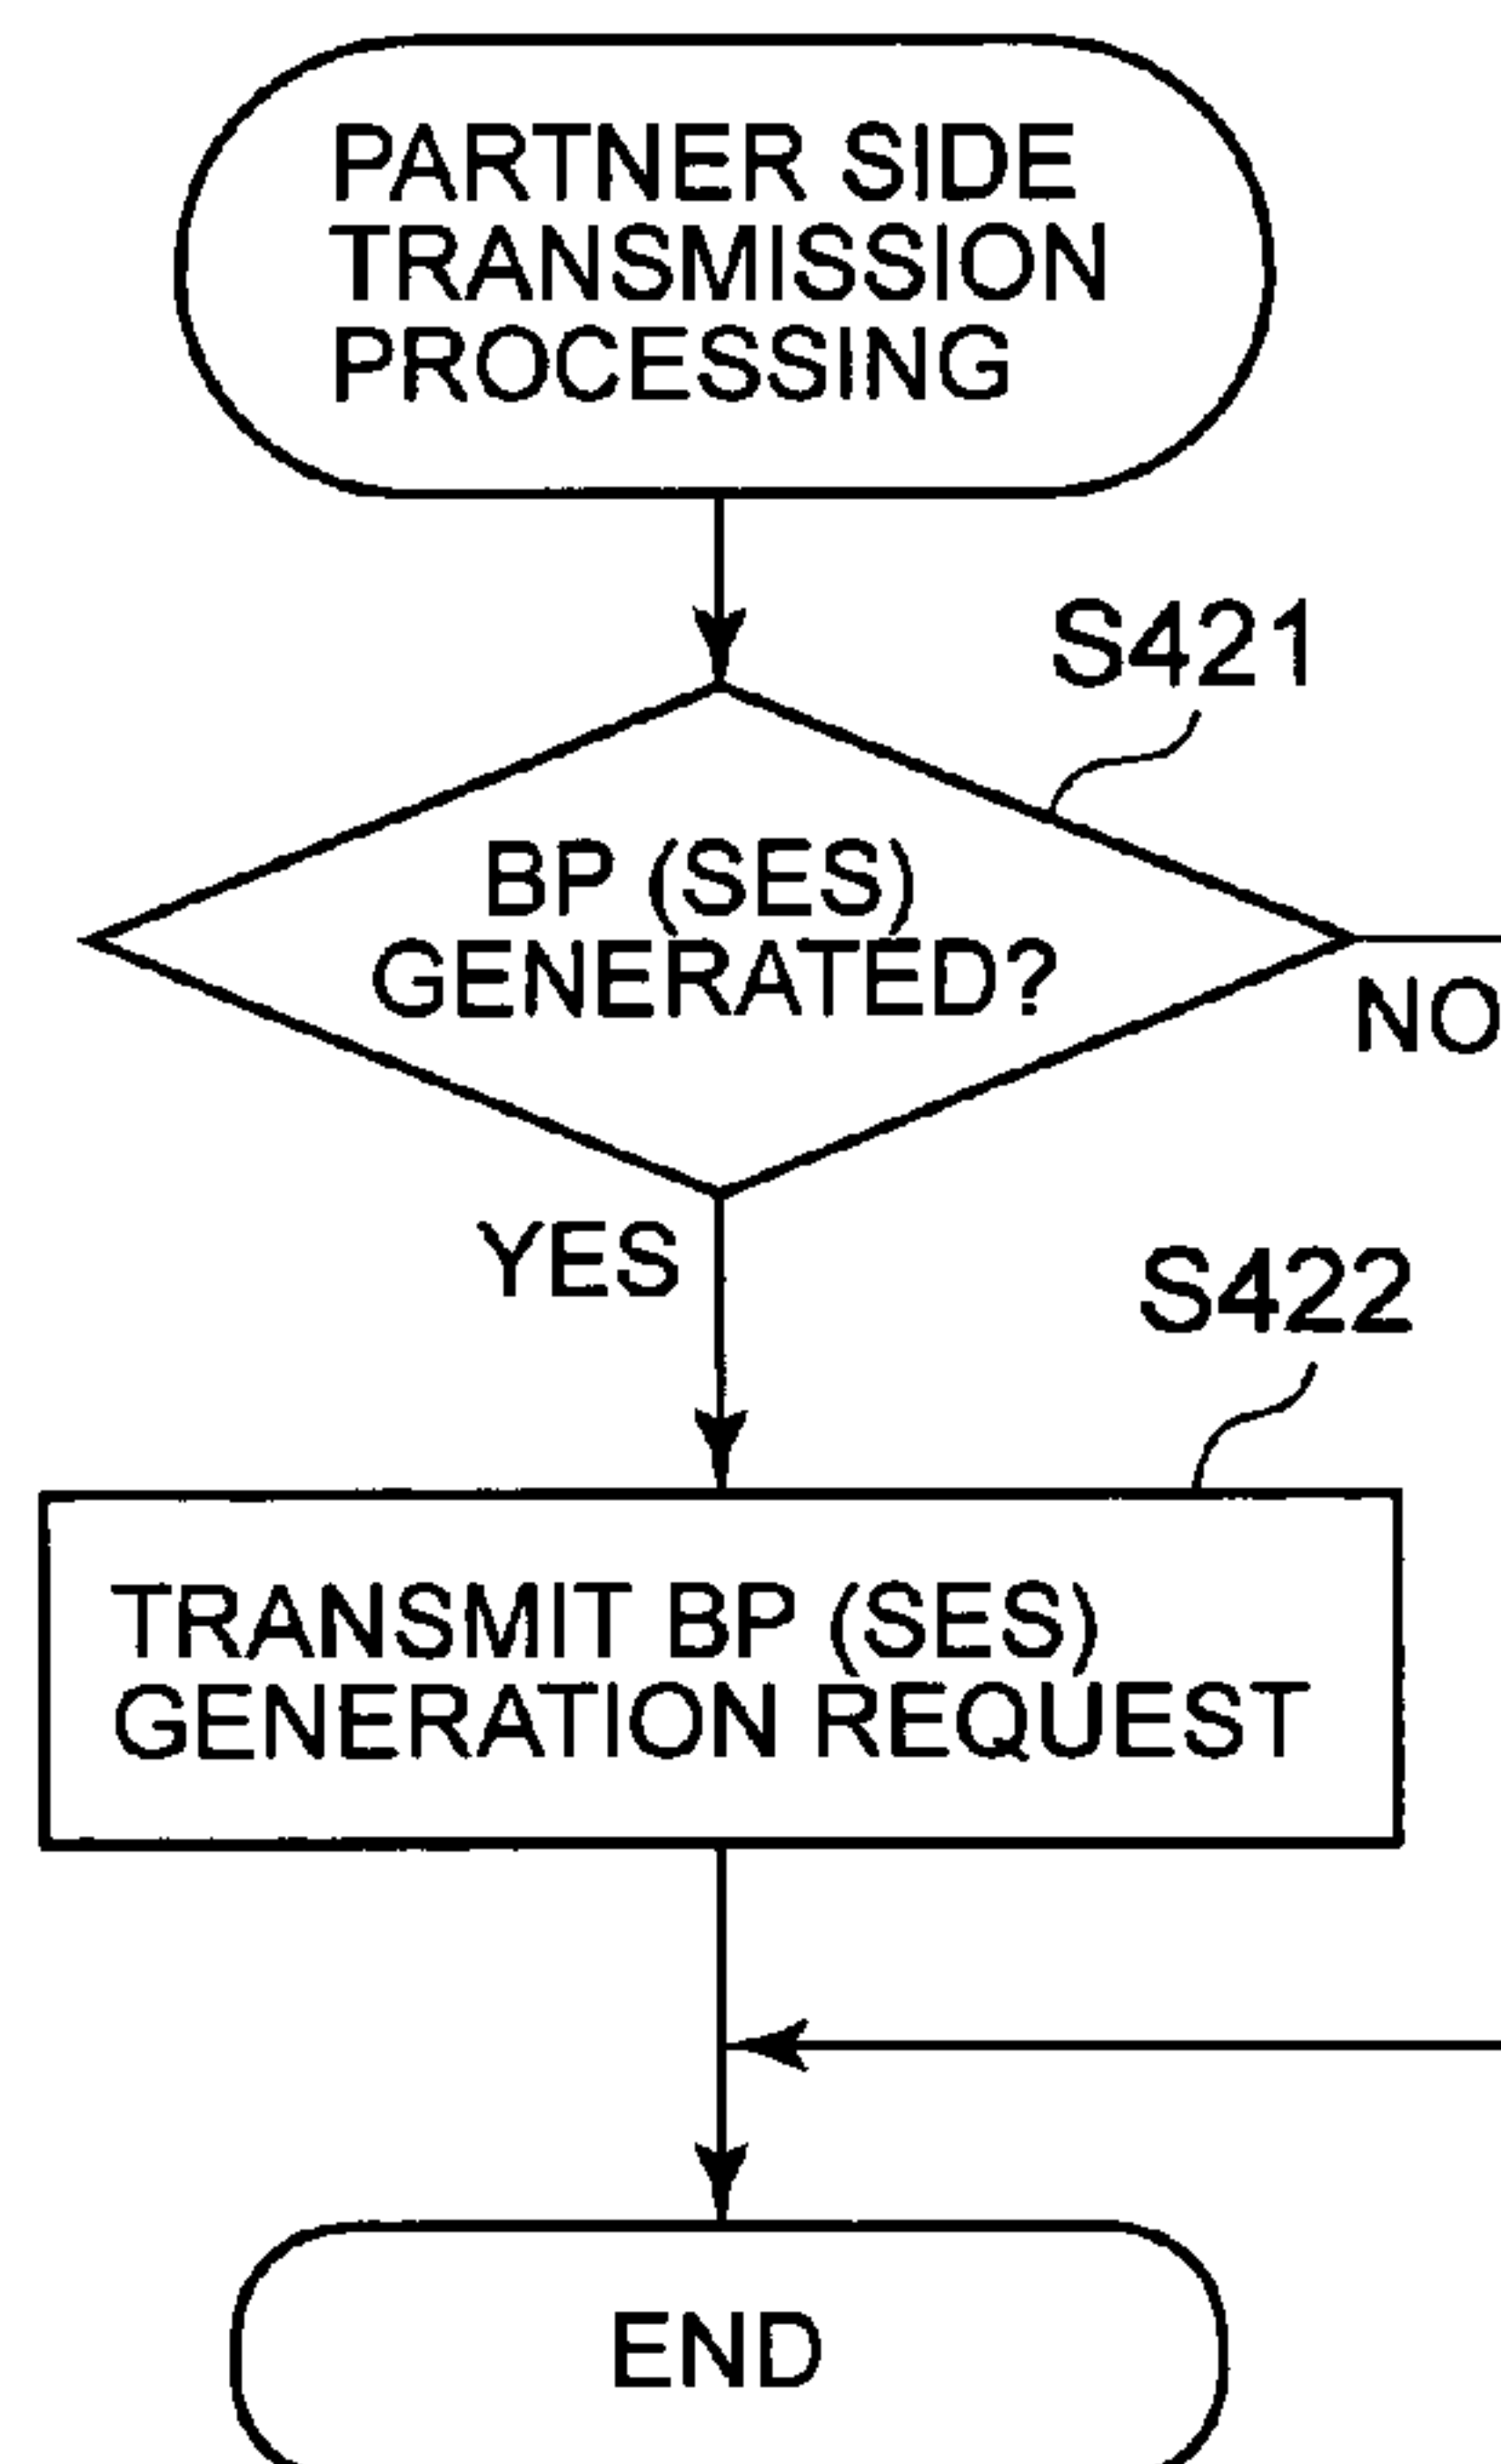 PARTNER SIDE
TRANSMISSION
PROCESSING
S421
BP (SES)
GENERATED?
NO
YES
S422
TRANSMIT BP (SES)
GENERATION REQUEST
END